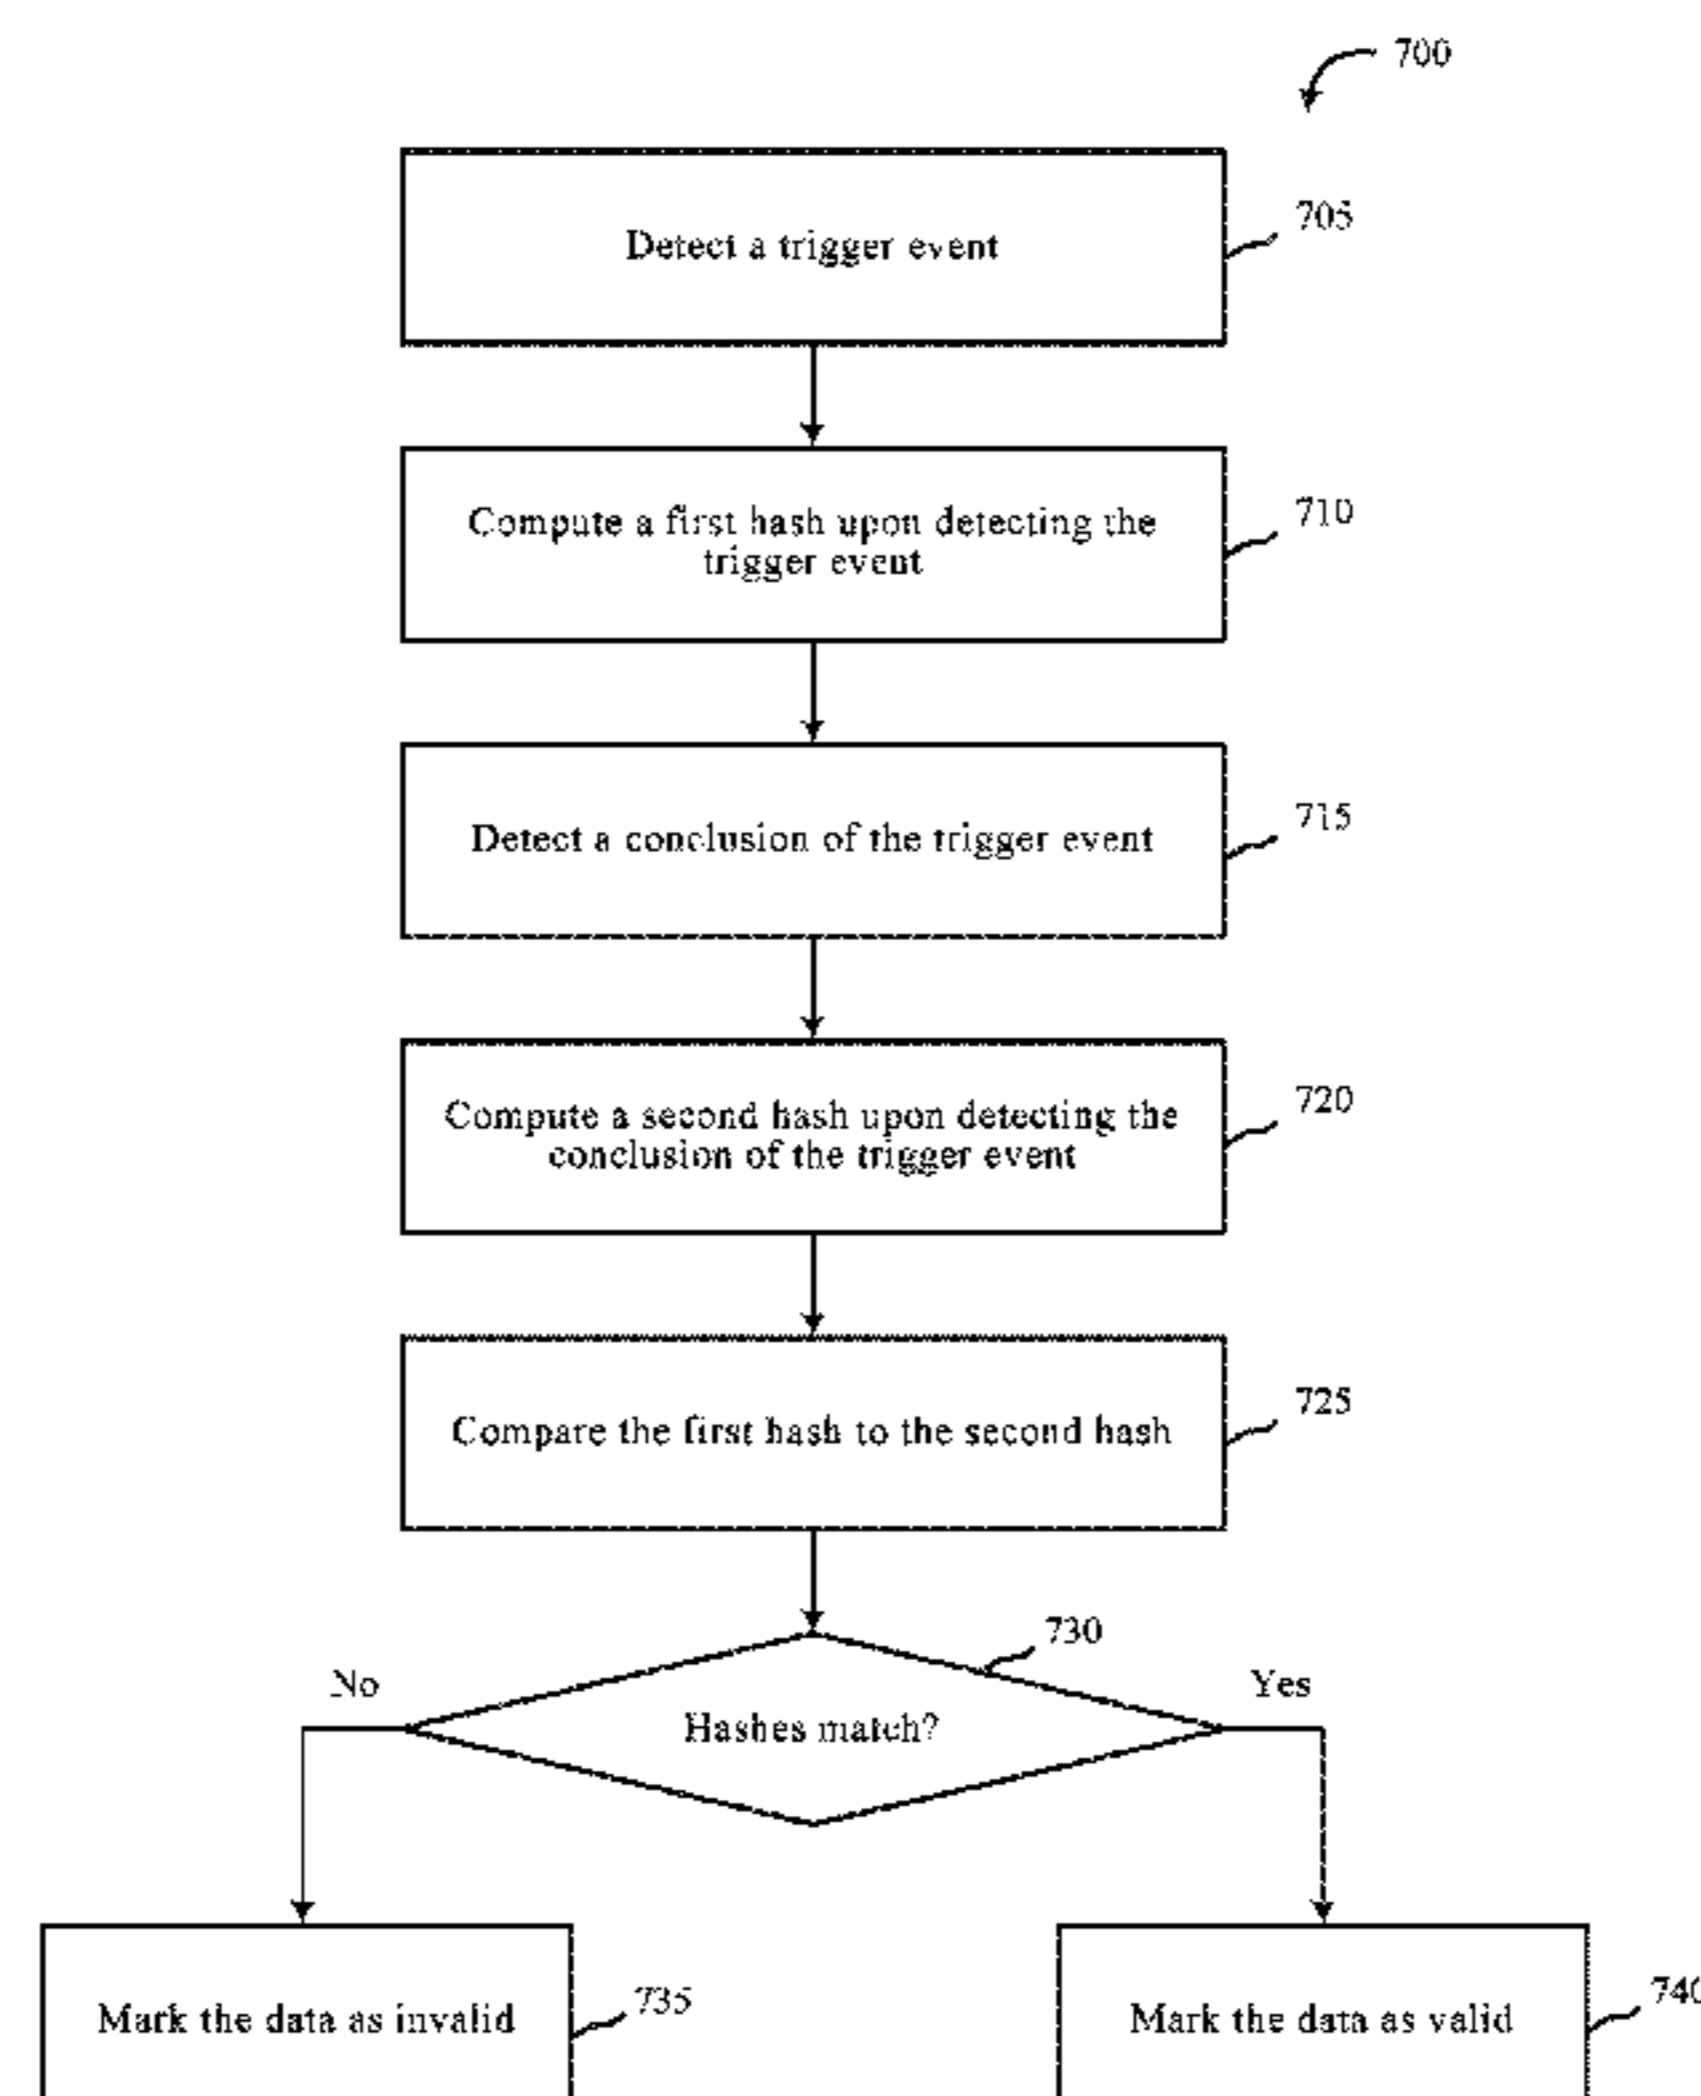 700
Detect a trigger event
705
Compute a first hash upon detecting the
trigger event
710
Detect a conclusion of the trigger event
715
Compute a second hash upon detecting the
conclusion of the trigger event
720
Compare the first hash to the second hash
725
730
No
Hashes match?
Yes
Mark the data as invalid
735
Mark the data as valid
740